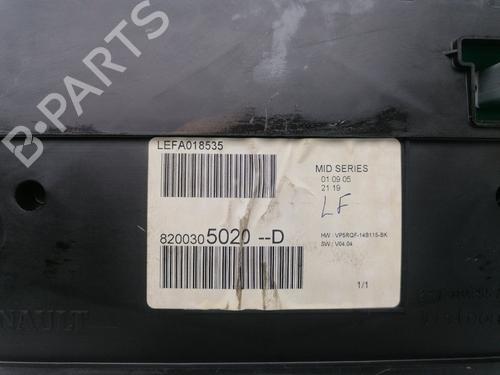 LEFA018535
MID SERIES
01 09 05
21 19
LF
8200305020 --D
HW : VP5RQF-14B115-BK
SW : V04.04
1/1
B-PARTS